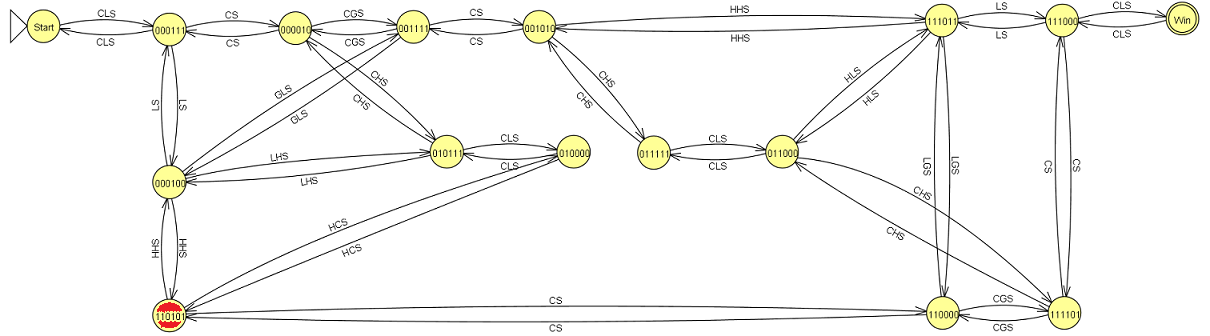 CLS
CS
CGS
CS
HHS
LS
CLS
Start
000111
000010
001111
001010
111011
111000
Win
CLS
CS
CGS
CS
HHS
LS
CLS
GLS
GLS
CHS
CHS
CHS
CHS
HLS
HLS
LS
LS
LHS
LHS
CLS
CLS
CLS
CLS
010111
010000
011111
011000
000100
LGS
LGS
CS
CS
CHS
CHS
HHS
HHS
HCS
HCS
CS
CS
CGS
CGS
110101
110000
111101